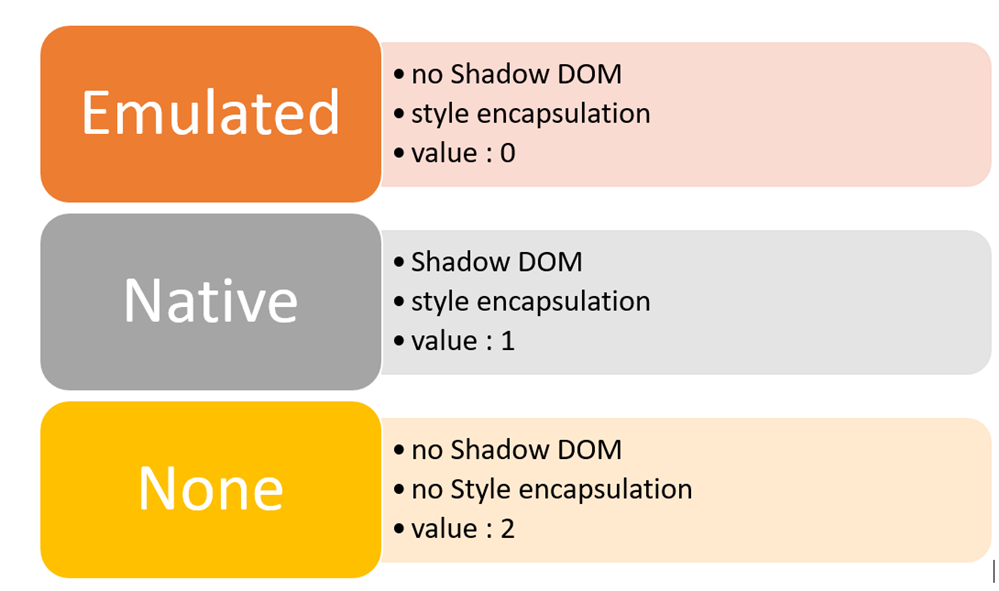 Emulated
• no Shadow DOM
• style encapsulation
• value : 0
Native
• Shadow DOM
• style encapsulation
• value : 1
None
• no Shadow DOM
• no Style encapsulation
• value : 2